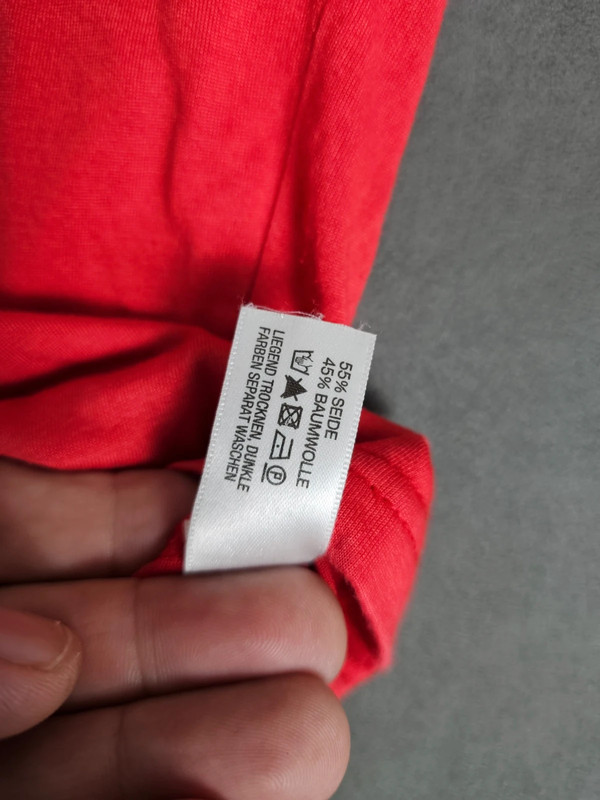 55% SEIDE
45% BAUMWOLLE
P
LIEGEND TROCKNEN, DUNKLE
FARBEN SEPARAT WASCHEN